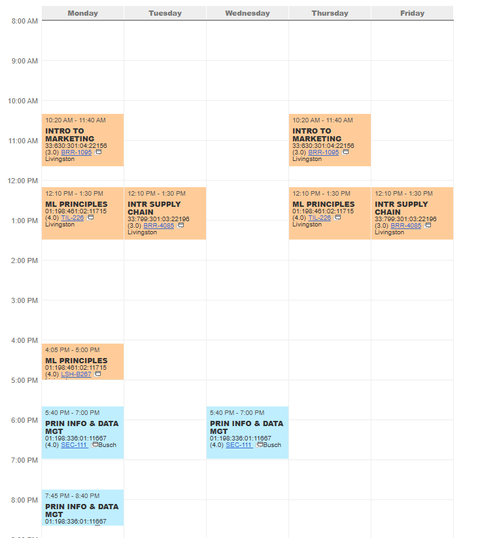 Monday Tuesday Wednesday Thursday Friday
8:00 AM
9:00 AM
10:00 AM
10:20 AM - 11:40 AM
INTRO TO
MARKETING
33:630:301:04:22156
(3.0) BRR-1095
Livingston
10:20 AM - 11:40 AM
INTRO TO
MARKETING
33:630:301:04:22156
(3.0) BRR-1095
Livingston
11:00 AM
12:00 PM
12:10 PM - 1:30 PM
ML PRINCIPLES
01:198:461:02:11715
(4.0) TIL-226
Livingston
12:10 PM - 1:30 PM
INTR SUPPLY
CHAIN
33:799:301:03:22196
(3.0) BRR-4085
Livingston
12:10 PM - 1:30 PM
ML PRINCIPLES
01:198:461:02:11715
(4.0) TIL-226
Livingston
12:10 PM - 1:30 PM
INTR SUPPLY
CHAIN
33:799:301:03:22196
(3.0) BRR-4085
Livingston
1:00 PM
2:00 PM
3:00 PM
4:00 PM
4:05 PM - 5:00 PM
ML PRINCIPLES
01:198:461:02:11715
(4.0) LSH-B267
5:00 PM
5:40 PM - 7:00 PM
PRIN INFO & DATA
MGT
01:198:336:01:11667
(4.0) SEC-111 Busch
5:40 PM - 7:00 PM
PRIN INFO & DATA
MGT
01:198:336:01:11667
(4.0) SEC-111 Busch
6:00 PM
7:00 PM
7:45 PM - 8:40 PM
PRIN INFO & DATA
MGT
01:198:336:01:11667
8:00 PM